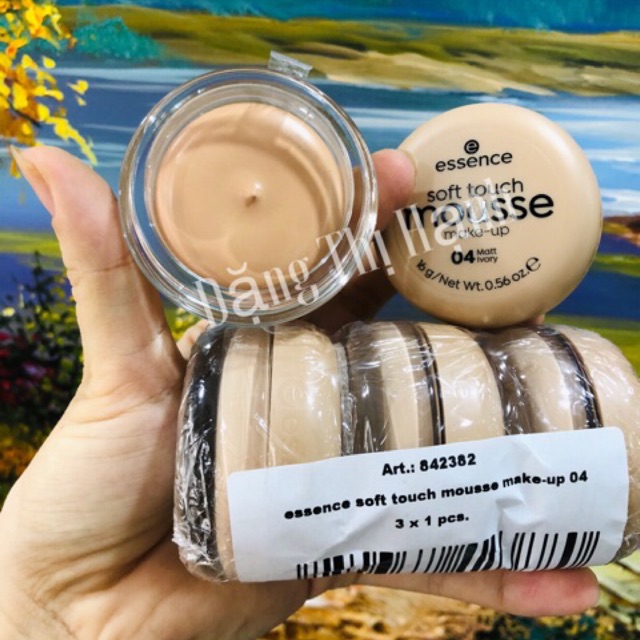 essence
soft touch
mousse
make-up
04 Matt Ivory
16g/Net Wt. 0.56 oz.℮
Đặng Thị Hạnh
Art.: 842382
essence soft touch mousse make-up 04
3 x 1 pcs.